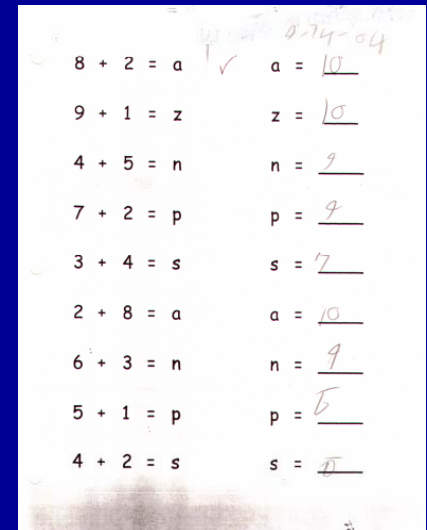 8 + 2 = a ✓ a = 10
9 + 1 = z z = 10
4 + 5 = n n = 9
7 + 2 = p p = 9
3 + 4 = s s = 7
2 + 8 = a a = 10
6 + 3 = n n = 9
5 + 1 = p p = 6
4 + 2 = s s =